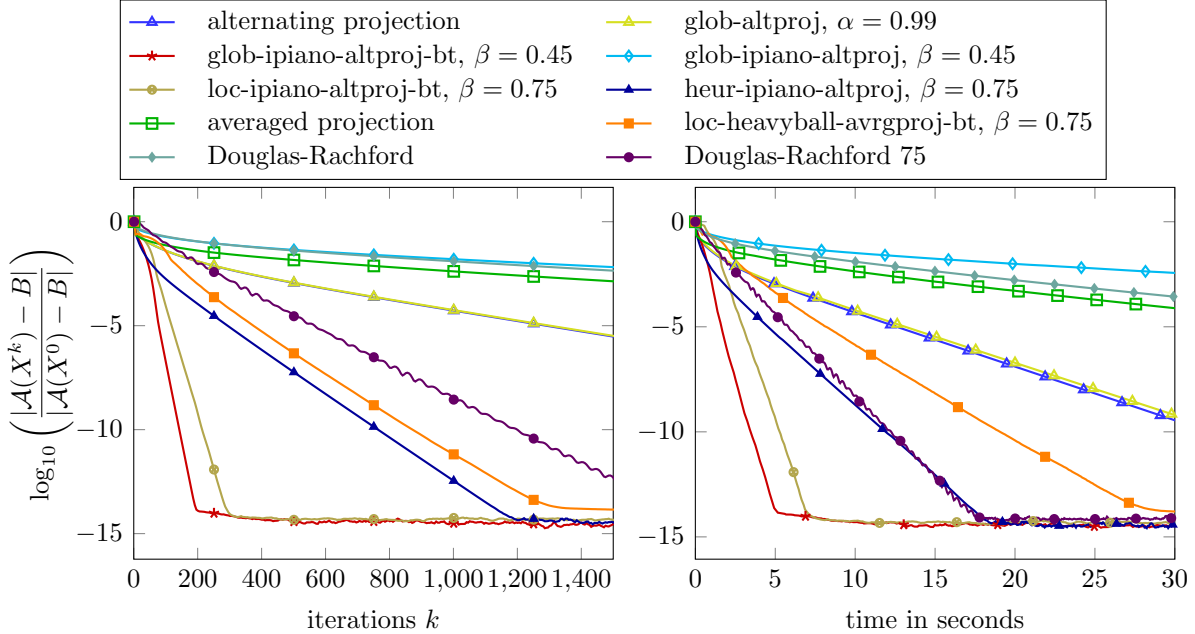 alternating projection
glob-altproj, α = 0.99
glob-ipiano-altproj-bt, β = 0.45
glob-ipiano-altproj, β = 0.45
loc-ipiano-altproj-bt, β = 0.75
heur-ipiano-altproj, β = 0.75
averaged projection
loc-heavyball-avrgproj-bt, β = 0.75
Douglas-Rachford
Douglas-Rachford 75
log₁₀ ( |𝒜(Xᵏ) − B| / |𝒜(X⁰) − B| )
0
−5
−10
−15
0 200 400 600 800 1,000 1,200 1,400
iterations k
0
−5
−10
−15
0 5 10 15 20 25 30
time in seconds